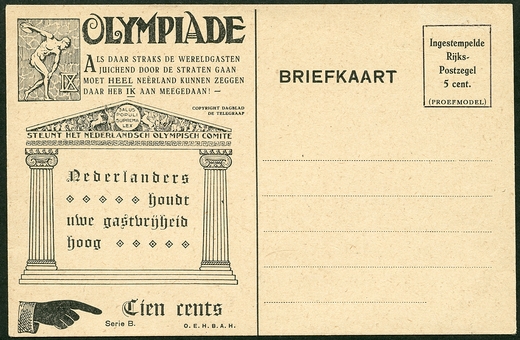 OLYMPIADE
ALS DAAR STRAKS DE WERELDGASTEN
JUICHEND DOOR DE STRATEN GAAN
MOET HEEL NEÊRLAND KUNNEN ZEGGEN
DAAR HEB IK AAN MEEGEDAAN! —
IX
COPYRIGHT DAGBLAD
DE TELEGRAAF
SALUS
POPULI
SUPREMA
LEX
STEUNT HET NEDERLANDSCH OLYMPISCH COMITE
Nederlanders
houdt
uwe gastvrijheid
hoog
Tien cents
Serie B.
O. E. H. B. A. H.
BRIEFKAART
Ingestempelde
Rijks-
Postzegel
5 cent.
(PROEFMODEL)